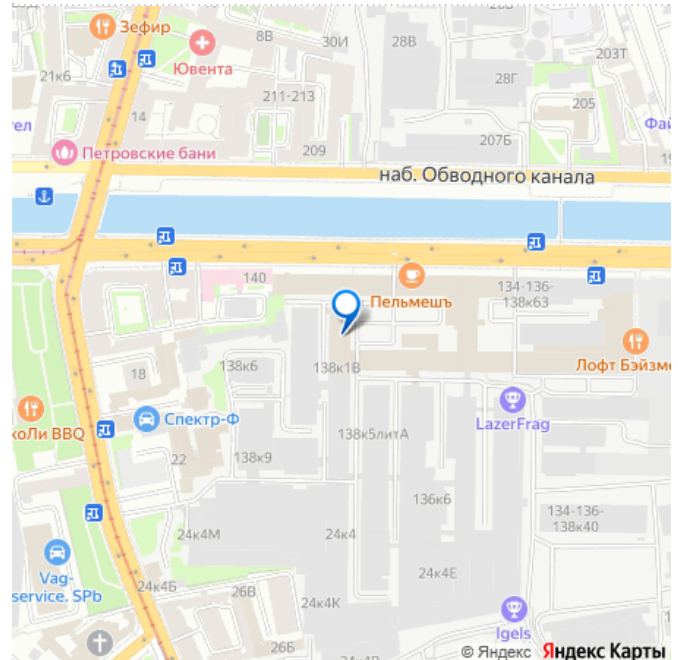 Зефир
8В
30И
28В
203Т
21к6
Ювента
28Г
14
211-213
205
Фай
ел
207Б
Петровские бани
209
наб. Обводного канала
140
Пельмешъ
134-136-
138к63
Лофт Бэйзме
138к6
138к1В
18
хоЛи BBQ
Спектр-Ф
LazerFrag
138к5литА
22
138к9
136к6
134-136-
138к40
24к4М
24к4
Vag-
service. SPb
24к4Б
26В
24к4Е
24к4К
26Б
Igels
© Яндекс Яндекс Карты